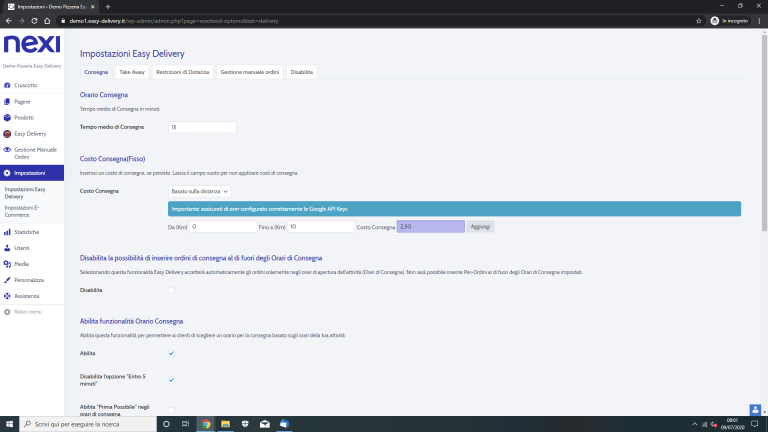 Impostazioni ‹ Demo Pizzeria Ea
demo1.easy-delivery.it/wp-admin/admin.php?page=woofood-options&tab=delivery
In incognito
nexi
Demo Pizzeria Easy Delivery
Cruscotto
Pagine
Prodotti
Easy Delivery
Gestione Manuale
Ordini
Impostazioni
Impostazioni Easy
Delivery
Impostazioni E-
Commerce
Statistiche
Utenti
Media
Personalizza
Assistenza
Riduci menu
Impostazioni Easy Delivery
Consegna Take Away Restrizioni di Distanza Gestione manuale ordini Disabilita
Orario Consegna
Tempo medio di Consegna in minuti
Tempo medio di Consegna 15
Costo Consegna(Fisso)
Inserisci un costo di consegna, se previsto. Lascia il campo vuoto per non applicare costi di consegna.
Costo Consegna Basato sulla distanza
Importante: assicurati di aver configurato correttamente le Google API Keys
Da (Km) 0 Fino a (Km) 10 Costo Consegna 2.50 Aggiungi
Disabilita la possibilità di inserire ordini di consegna al di fuori degli Orari di Consegna
Selezionando questa funzionalità Easy Delivery accetterà automaticamente gli ordini solamente negli orari di apertura dell'attività (Orari di Consegna). Non sarà possibile inserire Per-Ordini al di fuori degli Orari di Consegna impostati.
Disabilita
Abilita funzionalità Orario Consegna
Abilita questa funzionalità per permettere ai clienti di scegliere un orario per la consegna basato sugli orari della tua attività
Abilita
Disabilita l'opzione "Entro 5
minuti"
Abilita "Prima Possibile" negli
orari di consegna
Scrivi qui per eseguire la ricerca
08:01
09/07/2020